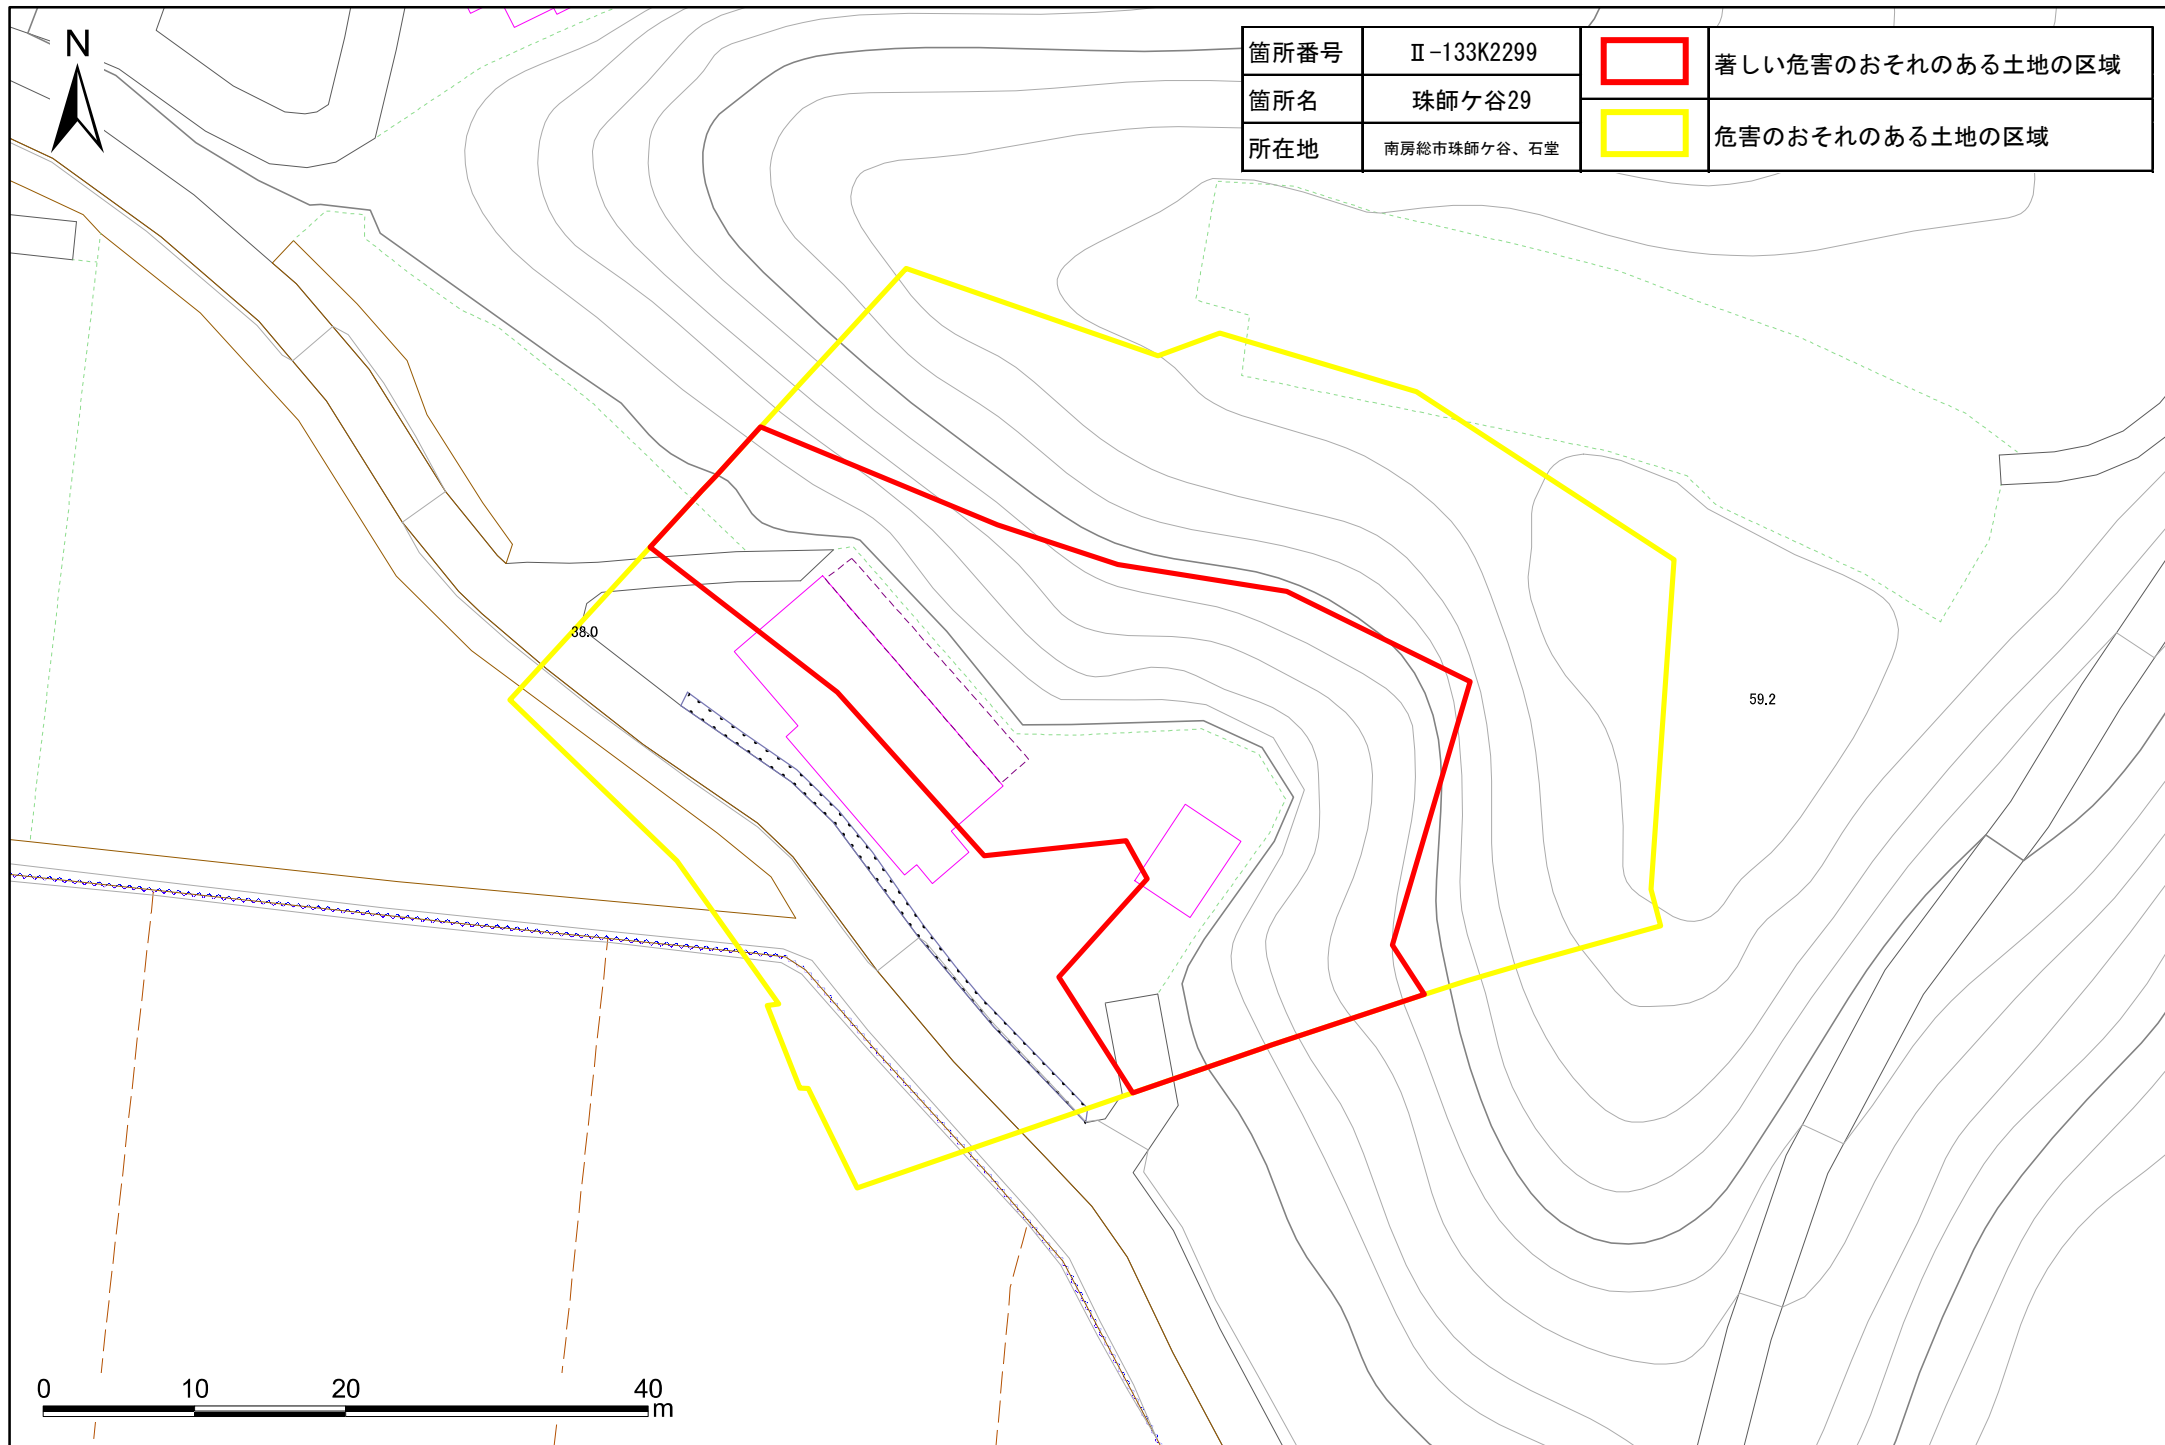 N
箇所番号 Ⅱ-133K2299
箇所名 珠師ケ谷29
所在地 南房総市珠師ケ谷、石堂
著しい危害のおそれのある土地の区域
危害のおそれのある土地の区域
38.0
59.2
0 10 20 40
m